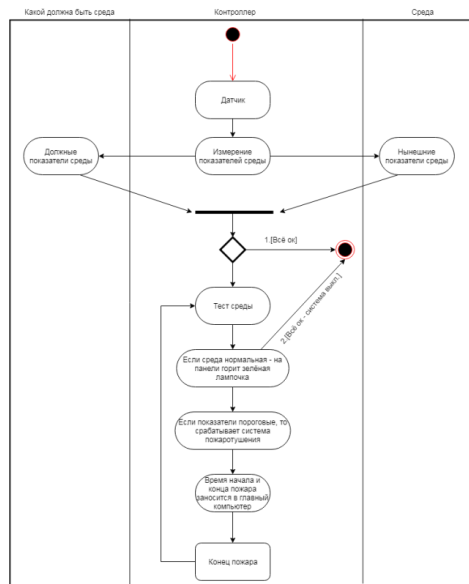 Какой должна быть среда
Контроллер
Среда
Датчик
Должные
показатели среды
Измерение
показателей среды
Нынешние
показатели среды
1.[Всё ок]
Тест среды
2.[Всё ок - система выкл.]
Если среда нормальная - на
панели горит зелёная
лампочка
Если показатели пороговые, то
срабатывает система
пожаротушения
Время начала и
конца пожара
заносится в главный
компьютер
Конец пожара